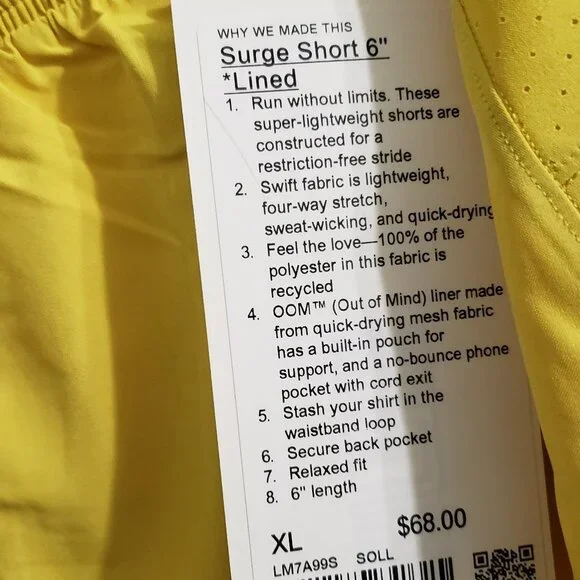 WHY WE MADE THIS
Surge Short 6"
*Lined
1. Run without limits. These
super-lightweight shorts are
constructed for a
restriction-free stride
2. Swift fabric is lightweight,
four-way stretch,
sweat-wicking, and quick-drying
3. Feel the love—100% of the
polyester in this fabric is
recycled
4. OOM™ (Out of Mind) liner made
from quick-drying mesh fabric
has a built-in pouch for
support, and a no-bounce phone
pocket with cord exit
5. Stash your shirt in the
waistband loop
6. Secure back pocket
7. Relaxed fit
8. 6" length
XL $68.00
LM7A99S SOLL